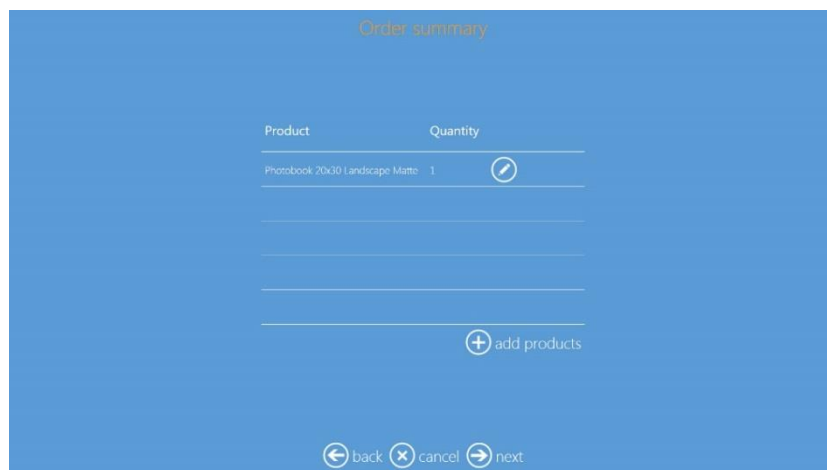 Order summary
Product Quantity
Photobook 20x30 Landscape Matte 1
add products
back cancel next